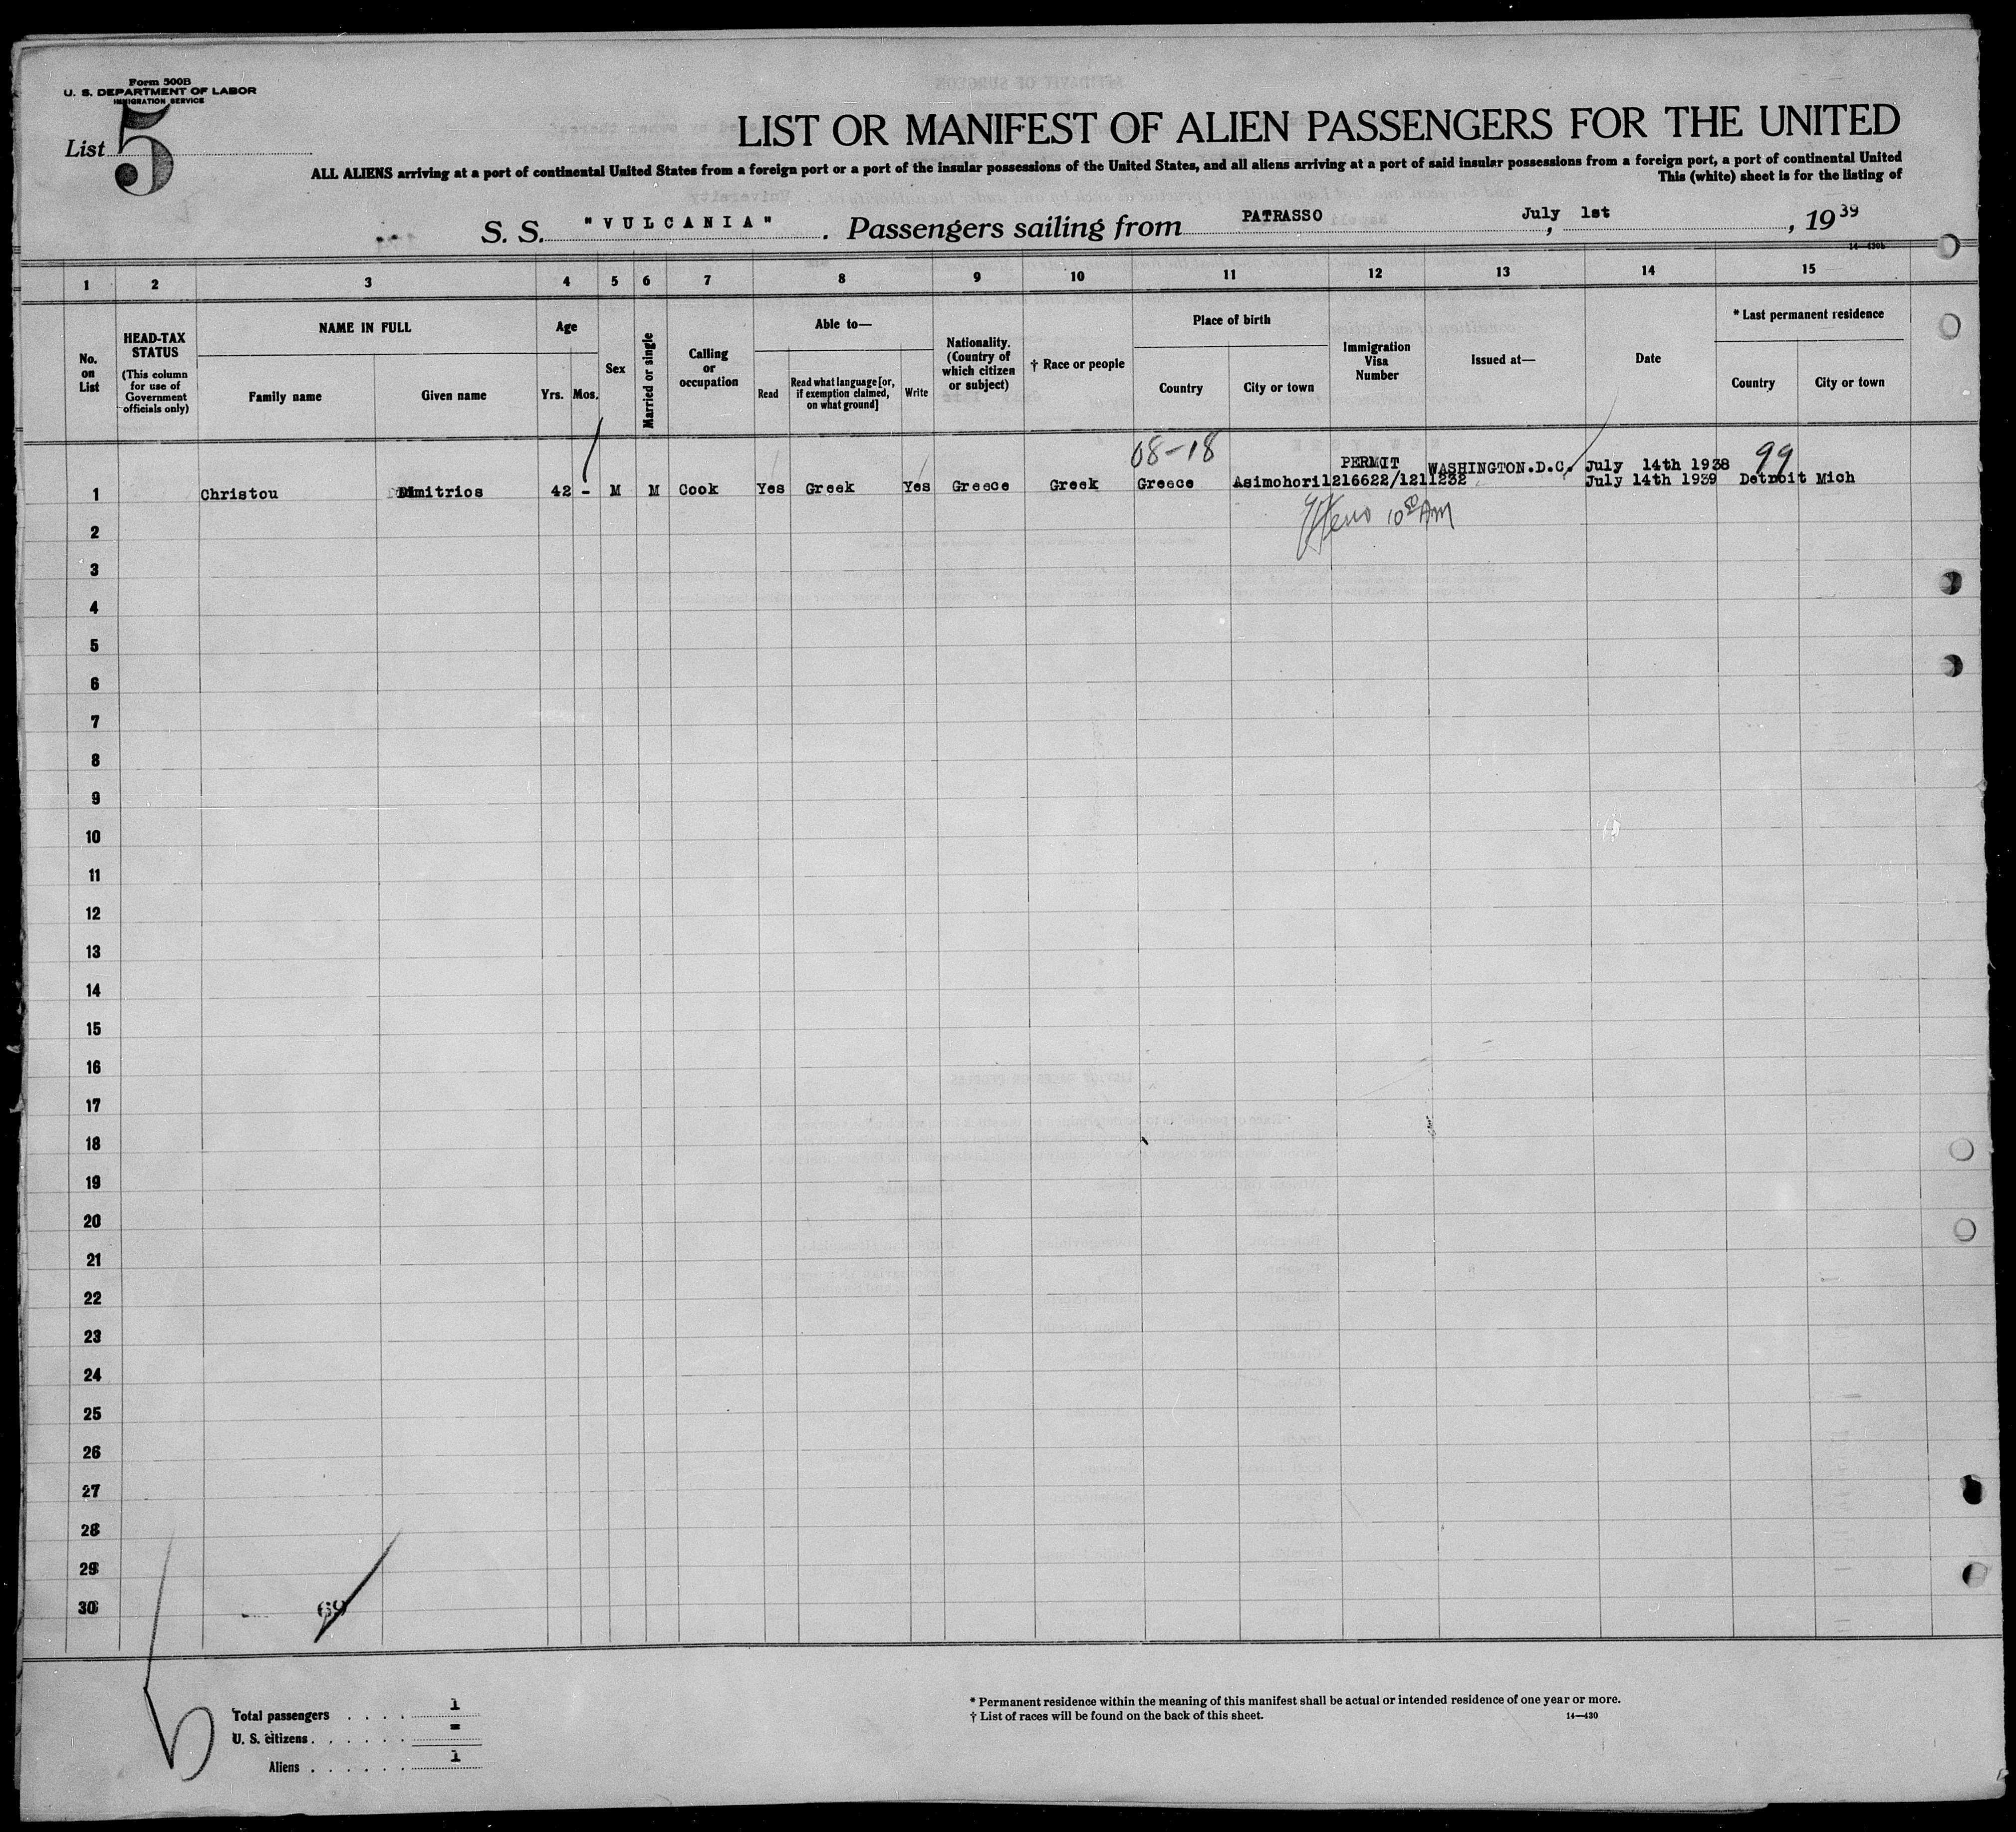 Form 500B
U. S. DEPARTMENT OF LABOR
IMMIGRATION SERVICE
List 5
LIST OR MANIFEST OF ALIEN PASSENGERS FOR THE UNITED
ALL ALIENS arriving at a port of continental United States from a foreign port or a port of the insular possessions of the United States, and all aliens arriving at a port of said insular possessions from a foreign port, a port of continental United
This (white) sheet is for the listing of
S. S. "VULCANIA". Passengers sailing from PATRASSO, July 1st, 1939
14—430b
1 2 3 4 5 6 7 8 9 10 11 12 13 14 15
No. on List
HEAD-TAX STATUS (This column for use of Government officials only)
NAME IN FULL
Family name Given name
Age
Yrs. Mos.
Sex
Married or single
Calling or occupation
Able to—
Read Read what language [or, if exemption claimed, on what ground] Write
Nationality. (Country of which citizen or subject)
† Race or people
Place of birth
Country City or town
Immigration Visa Number
Issued at—
Date
* Last permanent residence
Country City or town
08-18 99
PERMIT WASHINGTON.D.C. July 14th 1938
1 Christou Dimitrios 42 - M M Cook Yes Greek Yes Greece Greek Greece Asimohori 1216622/1211232 July 14th 1939 Detroit Mich
10 50 AM
2
3
4
5
6
7
8
9
10
11
12
13
14
15
16
17
18
19
20
21
22
23
24
25
26
27
28
29
30 69
Total passengers . . . . 1
U. S. citizens . . . . . . =
Aliens . . . . . . 1
* Permanent residence within the meaning of this manifest shall be actual or intended residence of one year or more.
† List of races will be found on the back of this sheet.
14—430